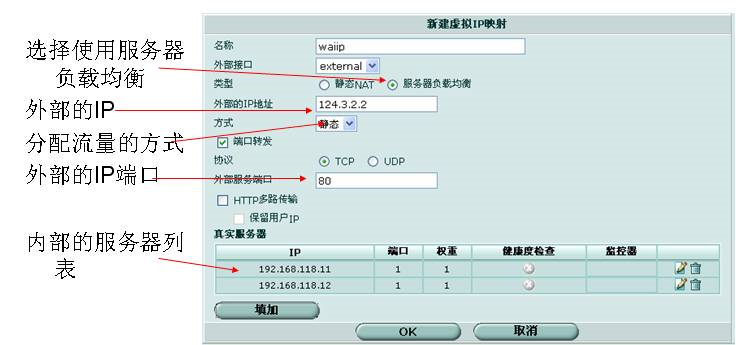 新建虚拟IP映射
选择使用服务器
负载均衡
外部的IP
分配流量的方式
外部的IP端口
内部的服务器列
表
名称 waiip
外部接口 external
类型 静态NAT 服务器负载均衡
外部的IP地址 124.3.2.2
方式 静态
端口转发
协议 TCP UDP
外部服务端口 80
HTTP多路传输
保留用户IP
真实服务器
IP 端口 权重 健康度检查 监控器
192.168.118.11 1 1
192.168.118.12 1 1
填加
OK 取消